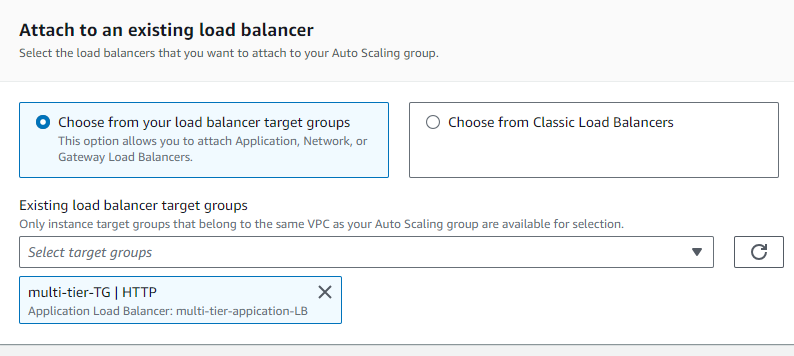 Attach to an existing load balancer
Select the load balancers that you want to attach to your Auto Scaling group.
Choose from your load balancer target groups
This option allows you to attach Application, Network, or
Gateway Load Balancers.
Choose from Classic Load Balancers
Existing load balancer target groups
Only instance target groups that belong to the same VPC as your Auto Scaling group are available for selection.
Select target groups
multi-tier-TG | HTTP
Application Load Balancer: multi-tier-appication-LB